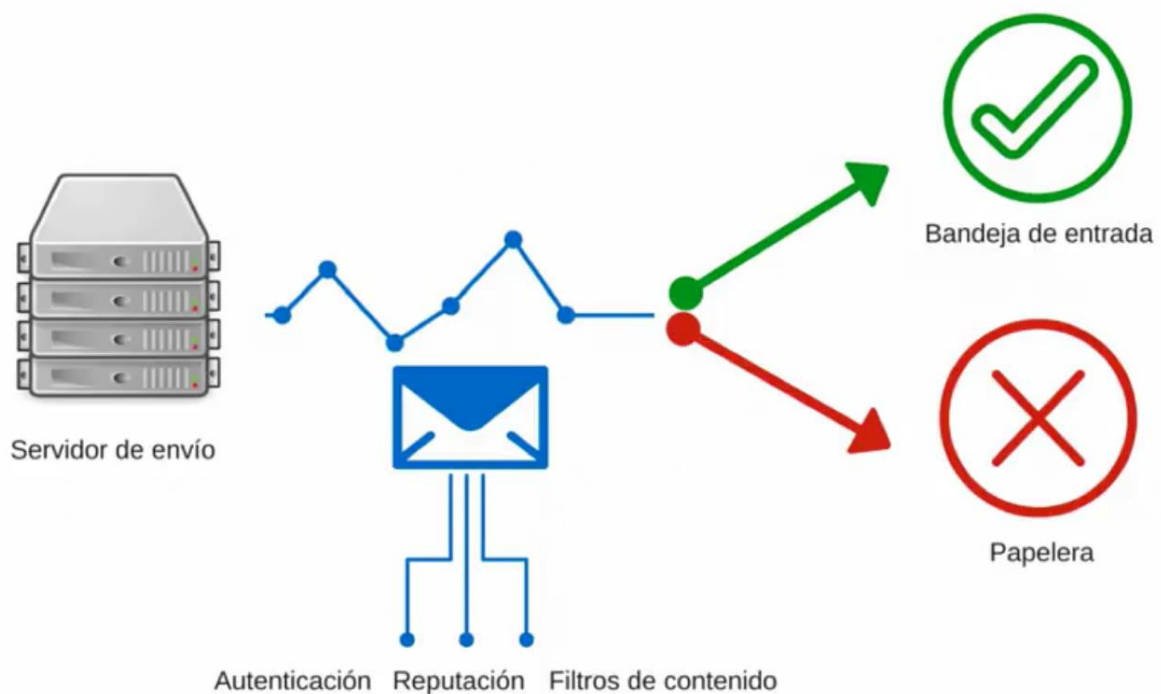 Bandeja de entrada
Servidor de envío
Papelera
Autenticación Reputación Filtros de contenido